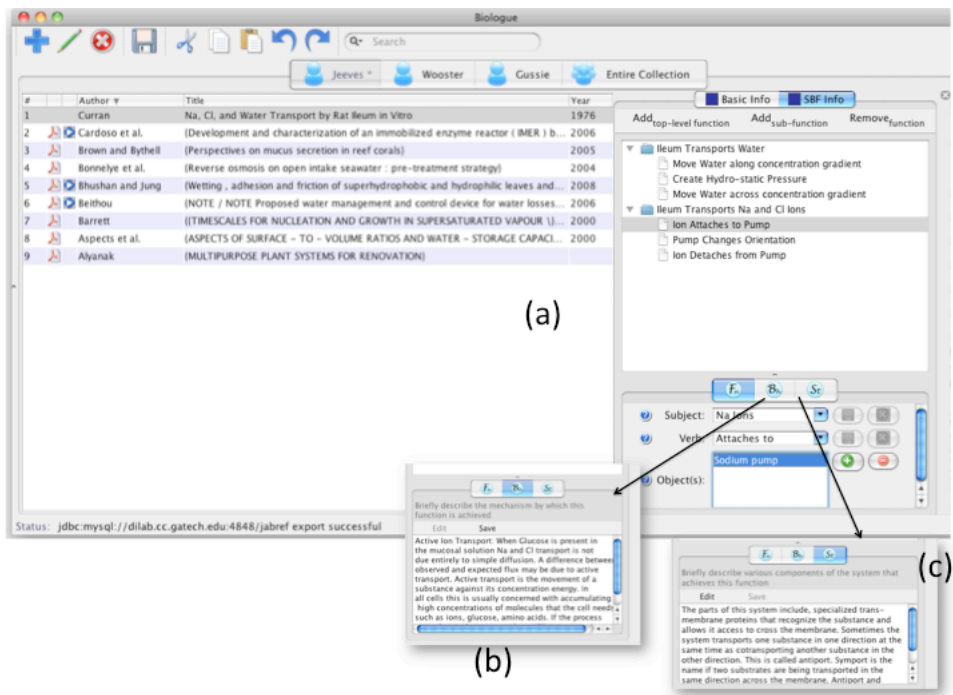 Biologue
Search
Jeeves * Wooster Gussie Entire Collection
# Author Title Year
1 Curran Na, Cl, and Water Transport by Rat Ileum in Vitro 1976
2 Cardoso et al. (Development and characterization of an immobilized enzyme reactor ( IMER ) b... 2006
3 Brown and Bythell (Perspectives on mucus secretion in reef corals) 2005
4 Bonnelye et al. (Reverse osmosis on open intake seawater : pre-treatment strategy) 2004
5 Bhushan and Jung (Wetting , adhesion and friction of superhydrophobic and hydrophilic leaves and... 2008
6 Beithou (NOTE / NOTE Proposed water management and control device for water losses... 2006
7 Barrett ((TIMESCALES FOR NUCLEATION AND GROWTH IN SUPERSATURATED VAPOUR \)... 2000
8 Aspects et al. (ASPECTS OF SURFACE - TO - VOLUME RATIOS AND WATER - STORAGE CAPACI... 2000
9 Alyanak (MULTIPURPOSE PLANT SYSTEMS FOR RENOVATION)
Basic Info SBF Info
Add top-level function Add sub-function Remove function
Ileum Transports Water
Move Water along concentration gradient
Create Hydro-static Pressure
Move Water across concentration gradient
Ileum Transports Na and Cl Ions
Ion Attaches to Pump
Pump Changes Orientation
Ion Detaches from Pump
(a)
Subject: Na Ions
Verb: Attaches to
Sodium pump
Object(s):
Status: jdbc:mysql://dilab.cc.gatech.edu:4848/jabref export successful
Briefly describe the mechanism by which this
function is achieved
Edit Save
Active Ion Transport: When Glucose is present in
the mucosal solution Na and Cl transport is not
due entirely to simple diffusion. A difference between
observed and expected flux may be due to active
transport. Active transport is the movement of a
substance against its concentration energy. In
all cells this is usually concerned with accumulating
high concentrations of molecules that the cell needs
such as ions, glucose, amino acids. If the process
(b)
(c)
Briefly describe various components of the system that
achieves this function
Edit Save
The parts of this system include, specialized trans-
membrane proteins that recognize the substance and
allows it access to cross the membrane. Sometimes the
system transports one substance in one direction at the
same time as cotransporting another substance in the
other direction. This is called antiport. Symport is the
name if two substrates are being transported in the
same direction across the membrane. Antiport and